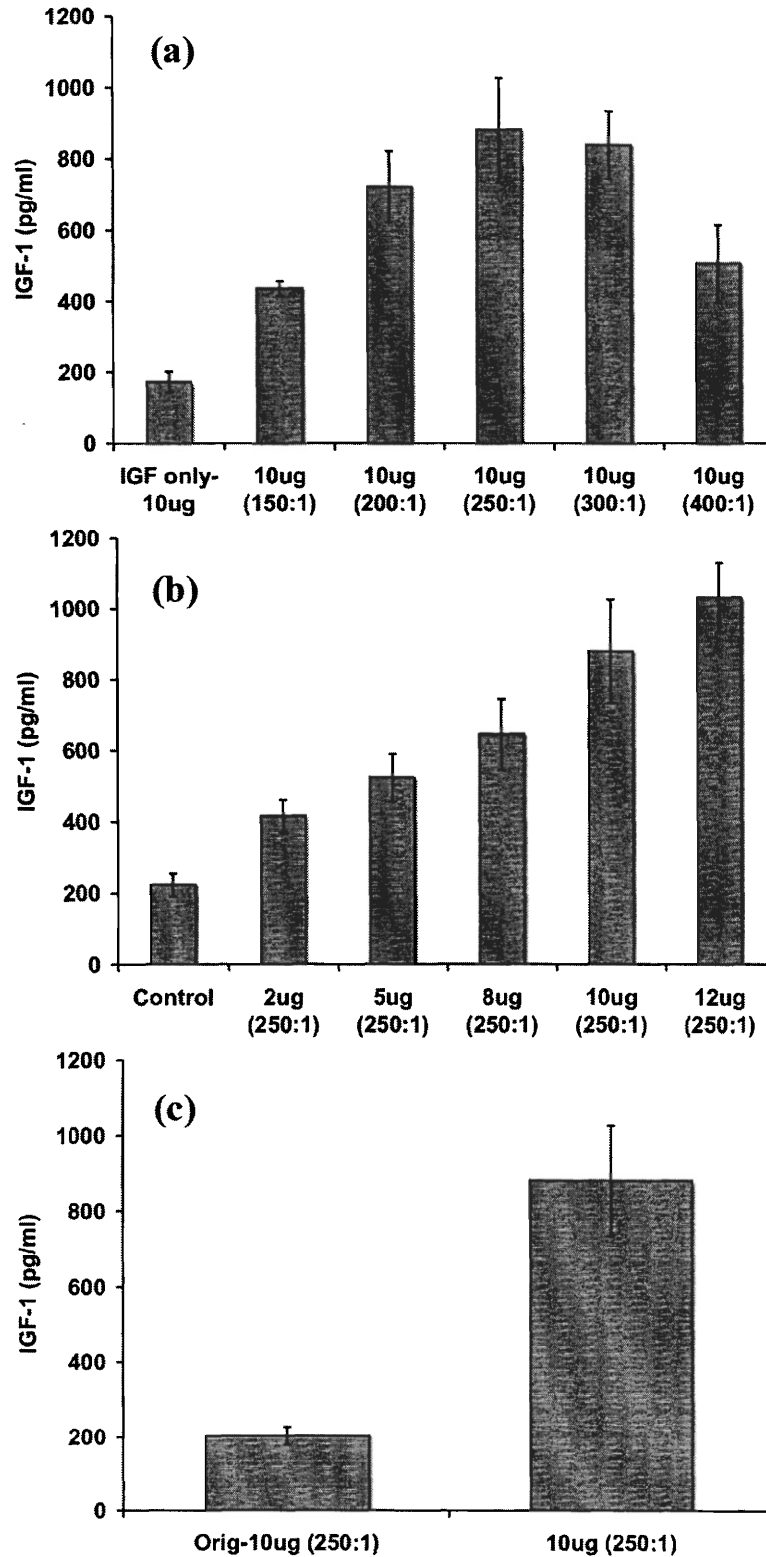 (a)
IGF-1 (pg/ml)
1200
1000
800
600
400
200
0
IGF only-
10ug
10ug
(150:1)
10ug
(200:1)
10ug
(250:1)
10ug
(300:1)
10ug
(400:1)
(b)
IGF-1 (pg/ml)
1200
1000
800
600
400
200
0
Control
2ug
(250:1)
5ug
(250:1)
8ug
(250:1)
10ug
(250:1)
12ug
(250:1)
(c)
IGF-1 (pg/ml)
1200
1000
800
600
400
200
0
Orig-10ug (250:1)
10ug (250:1)